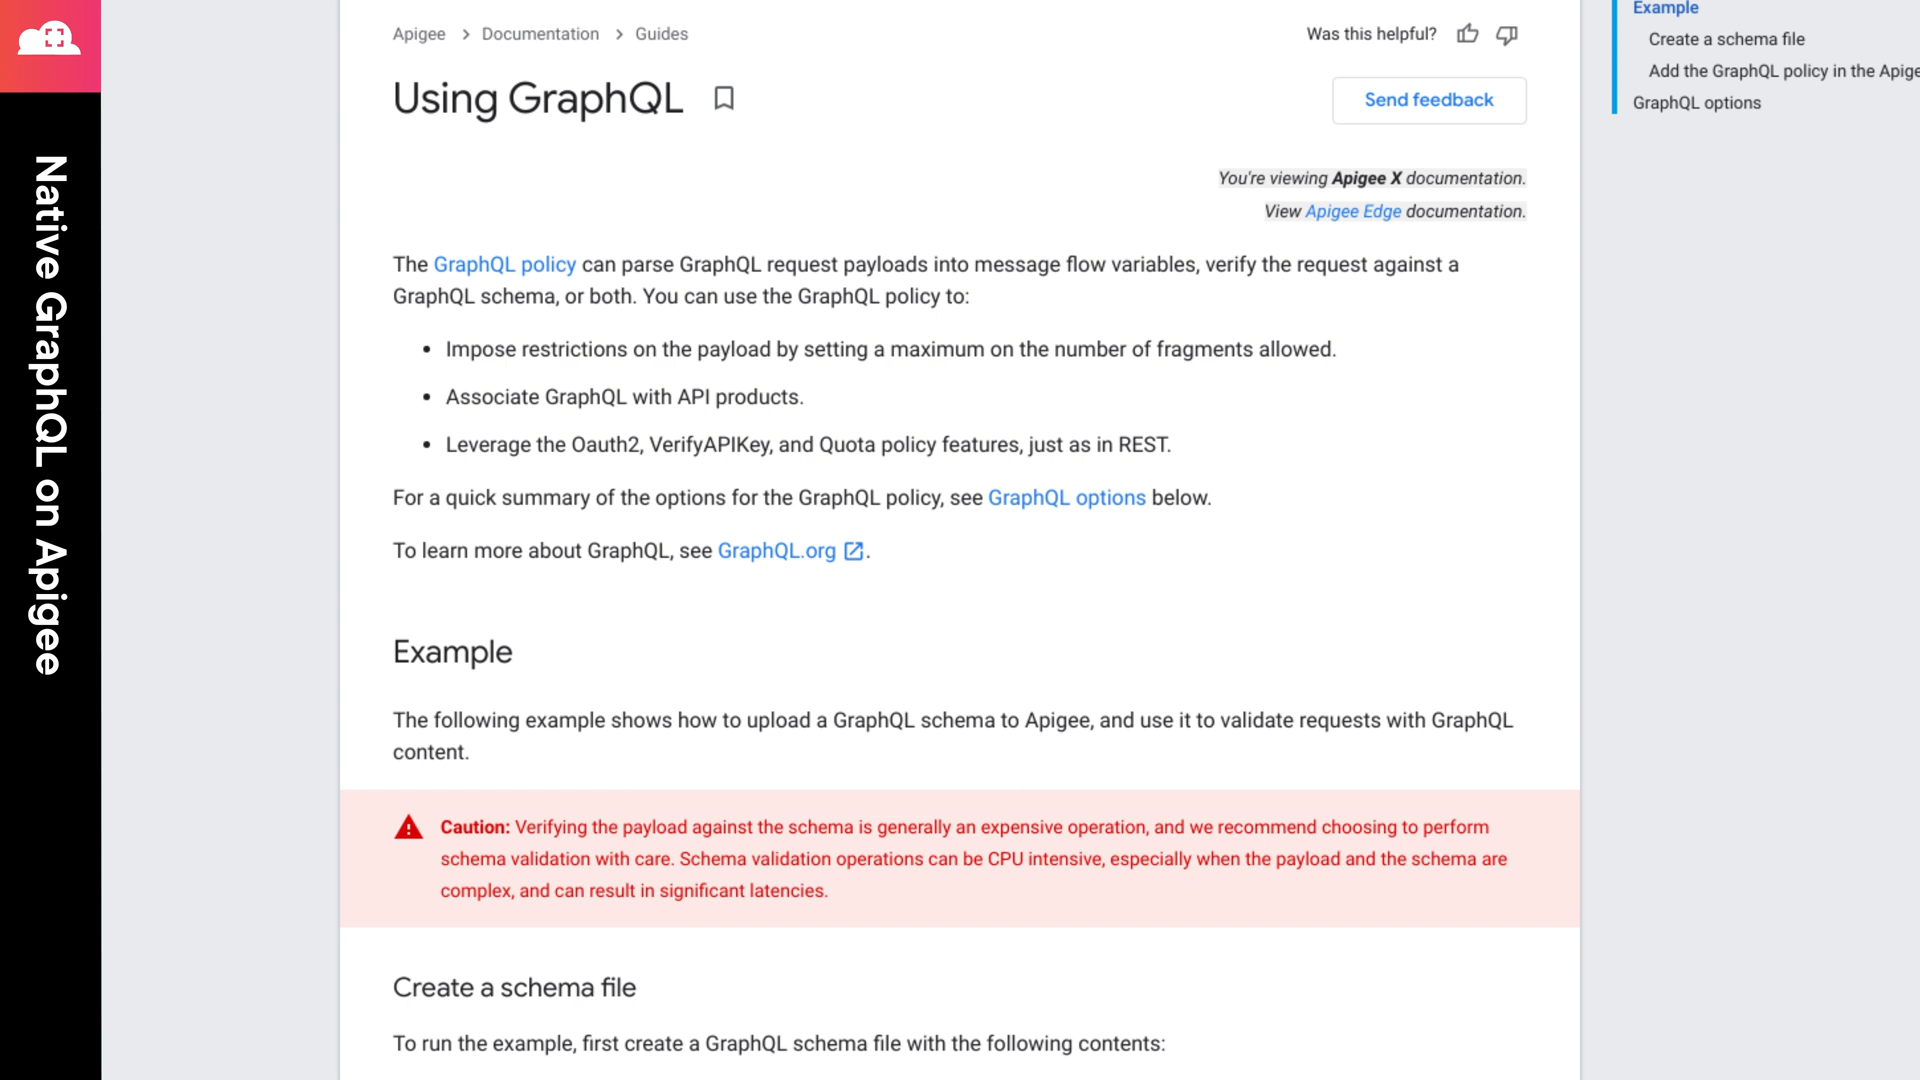 Native GraphQL on Apigee
Apigee > Documentation > Guides
Was this helpful?
Using GraphQL
Send feedback
You're viewing Apigee X documentation.
View Apigee Edge documentation.
The GraphQL policy can parse GraphQL request payloads into message flow variables, verify the request against a
GraphQL schema, or both. You can use the GraphQL policy to:
• Impose restrictions on the payload by setting a maximum on the number of fragments allowed.
• Associate GraphQL with API products.
• Leverage the Oauth2, VerifyAPIKey, and Quota policy features, just as in REST.
For a quick summary of the options for the GraphQL policy, see GraphQL options below.
To learn more about GraphQL, see GraphQL.org.
Example
The following example shows how to upload a GraphQL schema to Apigee, and use it to validate requests with GraphQL
content.
Caution: Verifying the payload against the schema is generally an expensive operation, and we recommend choosing to perform
schema validation with care. Schema validation operations can be CPU intensive, especially when the payload and the schema are
complex, and can result in significant latencies.
Create a schema file
To run the example, first create a GraphQL schema file with the following contents:
Example
Create a schema file
Add the GraphQL policy in the Apige
GraphQL options